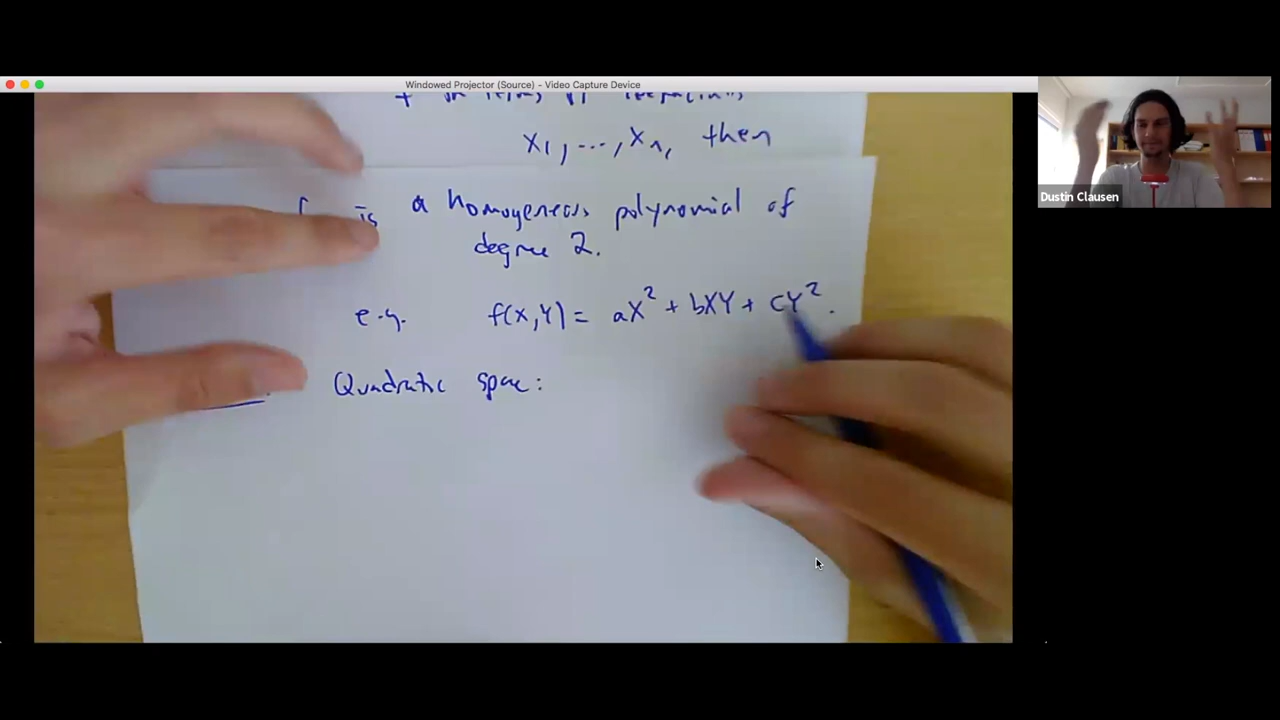 Windowed Projector (Source) - Video Capture Device
x₁, ..., xₙ, then
is a homogeneous polynomial of
degree 2.
e.g. f(X,Y) = aX² + bXY + cY².
Quadratic space:
Dustin Clausen